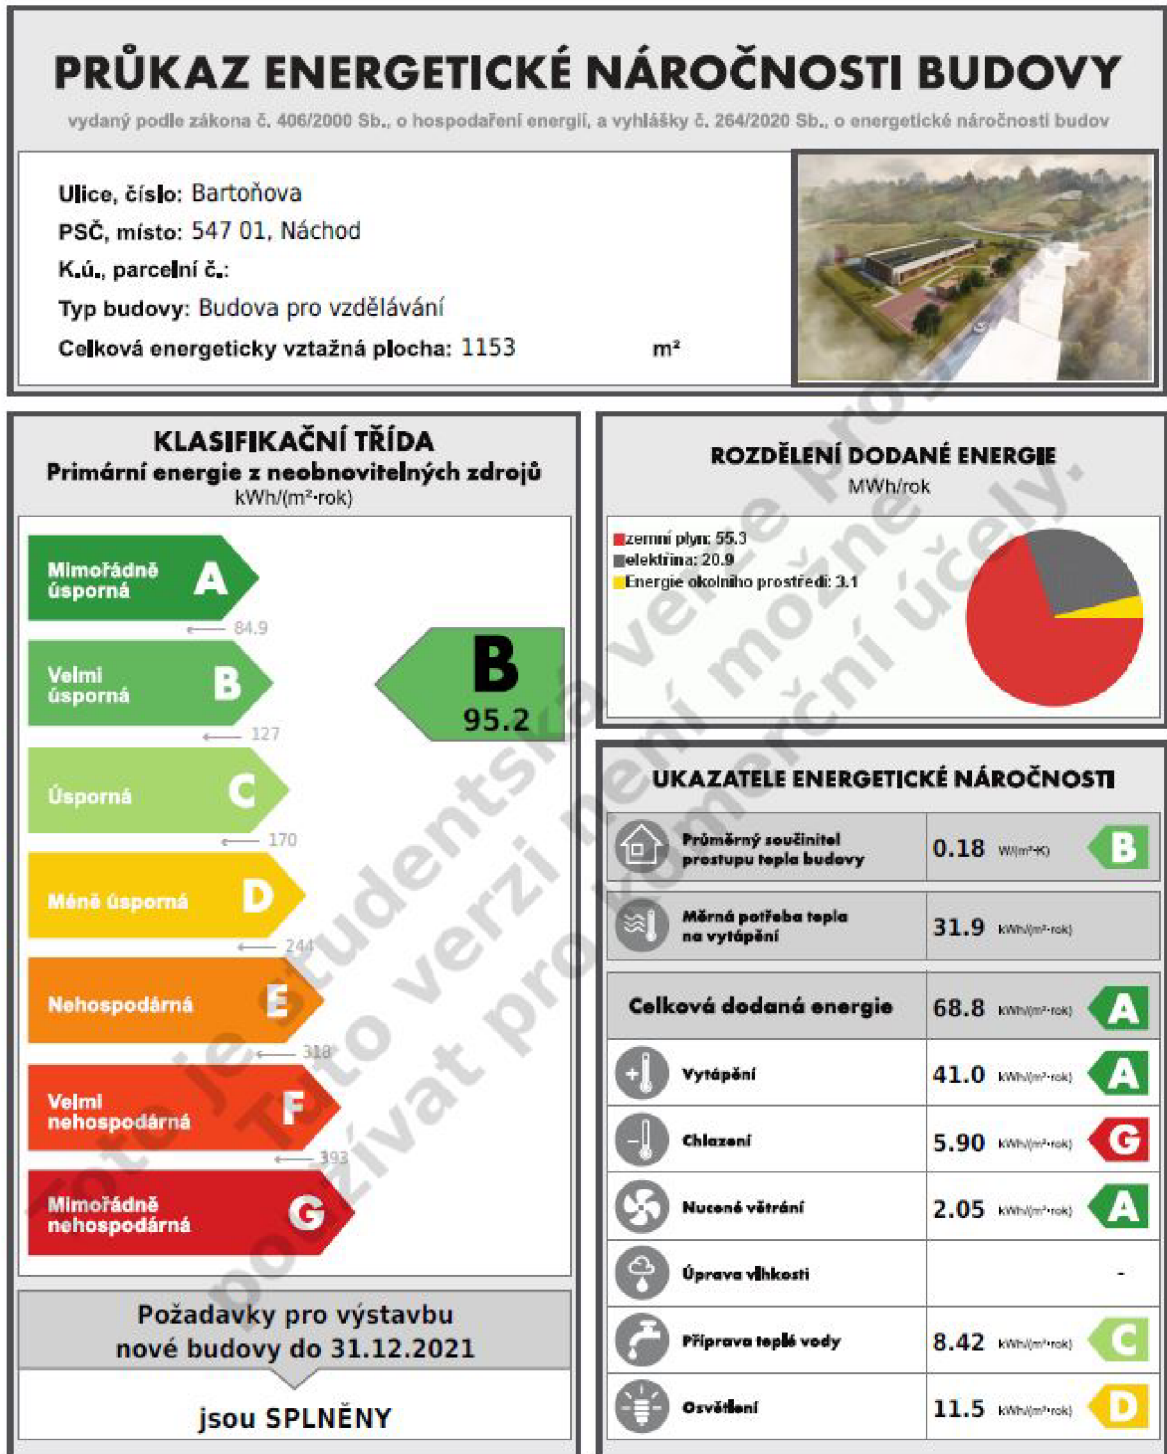 PRŮKAZ ENERGETICKÉ NÁROČNOSTI BUDOVY
vydaný podle zákona č. 406/2000 Sb., o hospodaření energií, a vyhlášky č. 264/2020 Sb., o energetické náročnosti budov
Ulice, číslo: Bartoňova
PSČ, místo: 547 01, Náchod
K.ú., parcelní č.:
Typ budovy: Budova pro vzdělávání
Celková energeticky vztažná plocha: 1153 m²
KLASIFIKAČNÍ TŘÍDA
Primární energie z neobnovitelných zdrojů
kWh/(m²·rok)
Mimořádně
úsporná
A
84.9
Velmi
úsporná
B
127
B
95.2
Úsporná
C
170
Méně úsporná
D
244
Nehospodárná
E
318
Velmi
nehospodárná
F
393
Mimořádně
nehospodárná
G
Požadavky pro výstavbu
nové budovy do 31.12.2021
jsou SPLNĚNY
ROZDĚLENÍ DODANÉ ENERGIE
MWh/rok
zemní plyn: 55.3
elektřina: 20.9
Energie okolního prostředí: 3.1
UKAZATELE ENERGETICKÉ NÁROČNOSTI
Průměrný součinitel
prostupu tepla budovy
0.18 W/(m²·K) B
Měrná potřeba tepla
na vytápění
31.9 kWh/(m²·rok)
Celková dodaná energie 68.8 kWh/(m²·rok) A
Vytápění 41.0 kWh/(m²·rok) A
Chlazení 5.90 kWh/(m²·rok) G
Nucené větrání 2.05 kWh/(m²·rok) A
Úprava vlhkosti -
Příprava teplé vody 8.42 kWh/(m²·rok) C
Osvětlení 11.5 kWh/(m²·rok) D
Toto je studentská verze
Tuto verzi není možné
používat pro komerční účely.